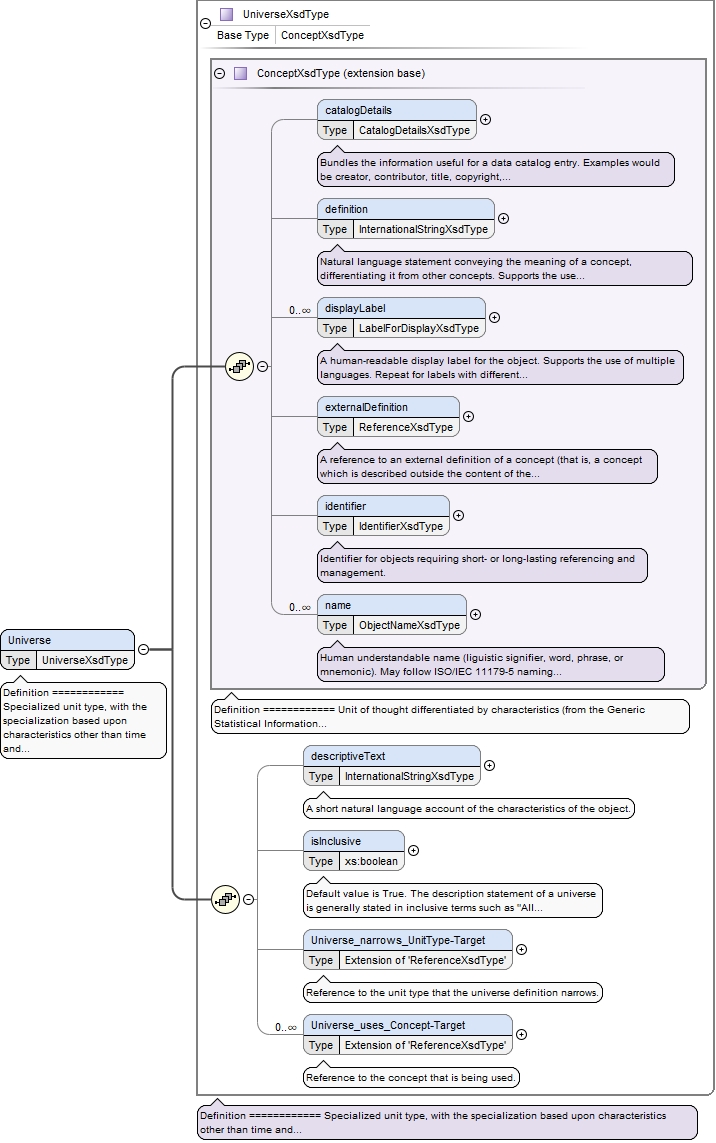 UniverseXsdType
Base Type ConceptXsdType
ConceptXsdType (extension base)
catalogDetails
Type CatalogDetailsXsdType
Bundles the information useful for a data catalog entry. Examples would
be creator, contributor, title, copyright,...
definition
Type InternationalStringXsdType
Natural language statement conveying the meaning of a concept,
differentiating it from other concepts. Supports the use...
0..∞ displayLabel
Type LabelForDisplayXsdType
A human-readable display label for the object. Supports the use of multiple
languages. Repeat for labels with different...
externalDefinition
Type ReferenceXsdType
A reference to an external definition of a concept (that is, a concept
which is described outside the content of the...
identifier
Type IdentifierXsdType
Identifier for objects requiring short- or long-lasting referencing and
management.
0..∞ name
Type ObjectNameXsdType
Human understandable name (liguistic signifier, word, phrase, or
mnemonic). May follow ISO/IEC 11179-5 naming...
Universe
Type UniverseXsdType
Definition ============
Specialized unit type, with the
specialization based upon
characteristics other than time
and...
Definition ============ Unit of thought differentiated by characteristics (from the Generic
Statistical Information...
descriptiveText
Type InternationalStringXsdType
A short natural language account of the characteristics of the object.
isInclusive
Type xs:boolean
Default value is True. The description statement of a universe
is generally stated in inclusive terms such as "All...
Universe_narrows_UnitType-Target
Type Extension of 'ReferenceXsdType'
Reference to the unit type that the universe definition narrows.
0..∞ Universe_uses_Concept-Target
Type Extension of 'ReferenceXsdType'
Reference to the concept that is being used.
Definition ============ Specialized unit type, with the specialization based upon characteristics
other than time and...